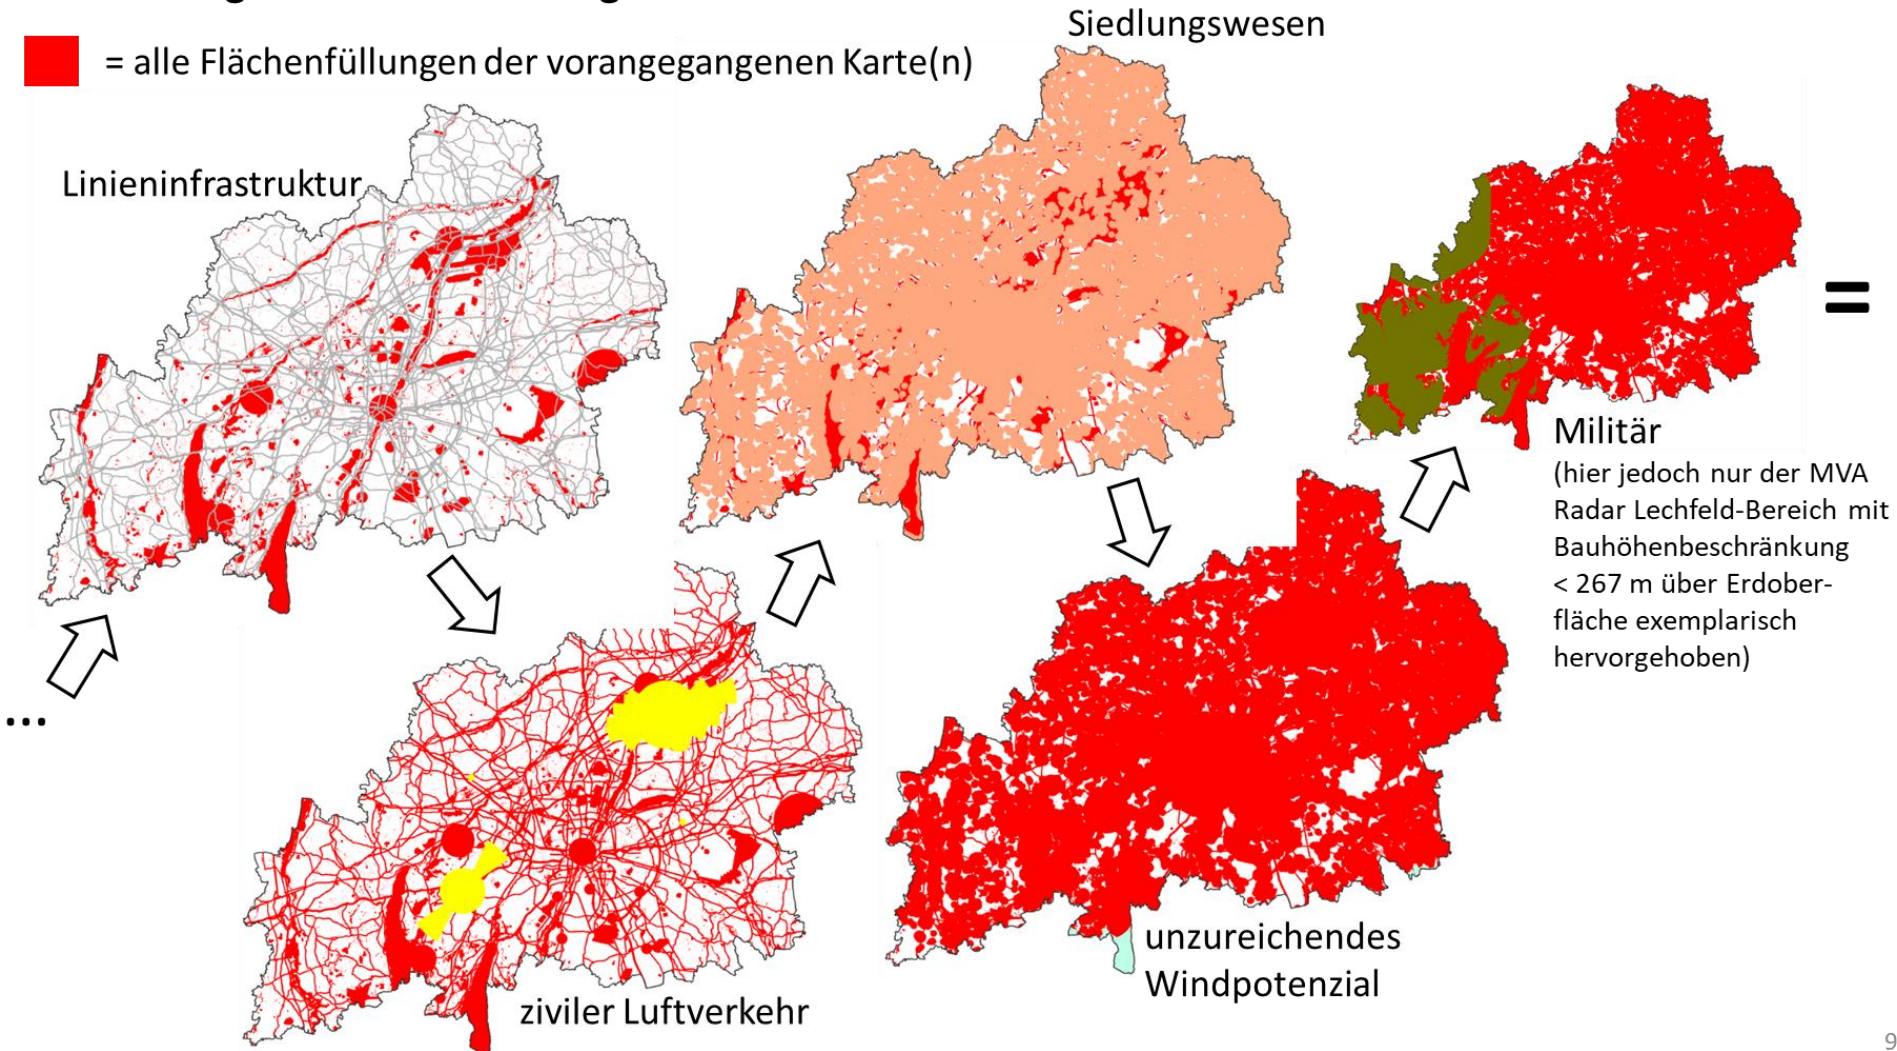 = alle Flächenfüllungen der vorangegangenen Karte(n)
Siedlungswesen
Linieninfrastruktur
=
Militär
(hier jedoch nur der MVA
Radar Lechfeld-Bereich mit
Bauhöhenbeschränkung
< 267 m über Erdober-
fläche exemplarisch
hervorgehoben)
...
unzureichendes
Windpotenzial
ziviler Luftverkehr
9